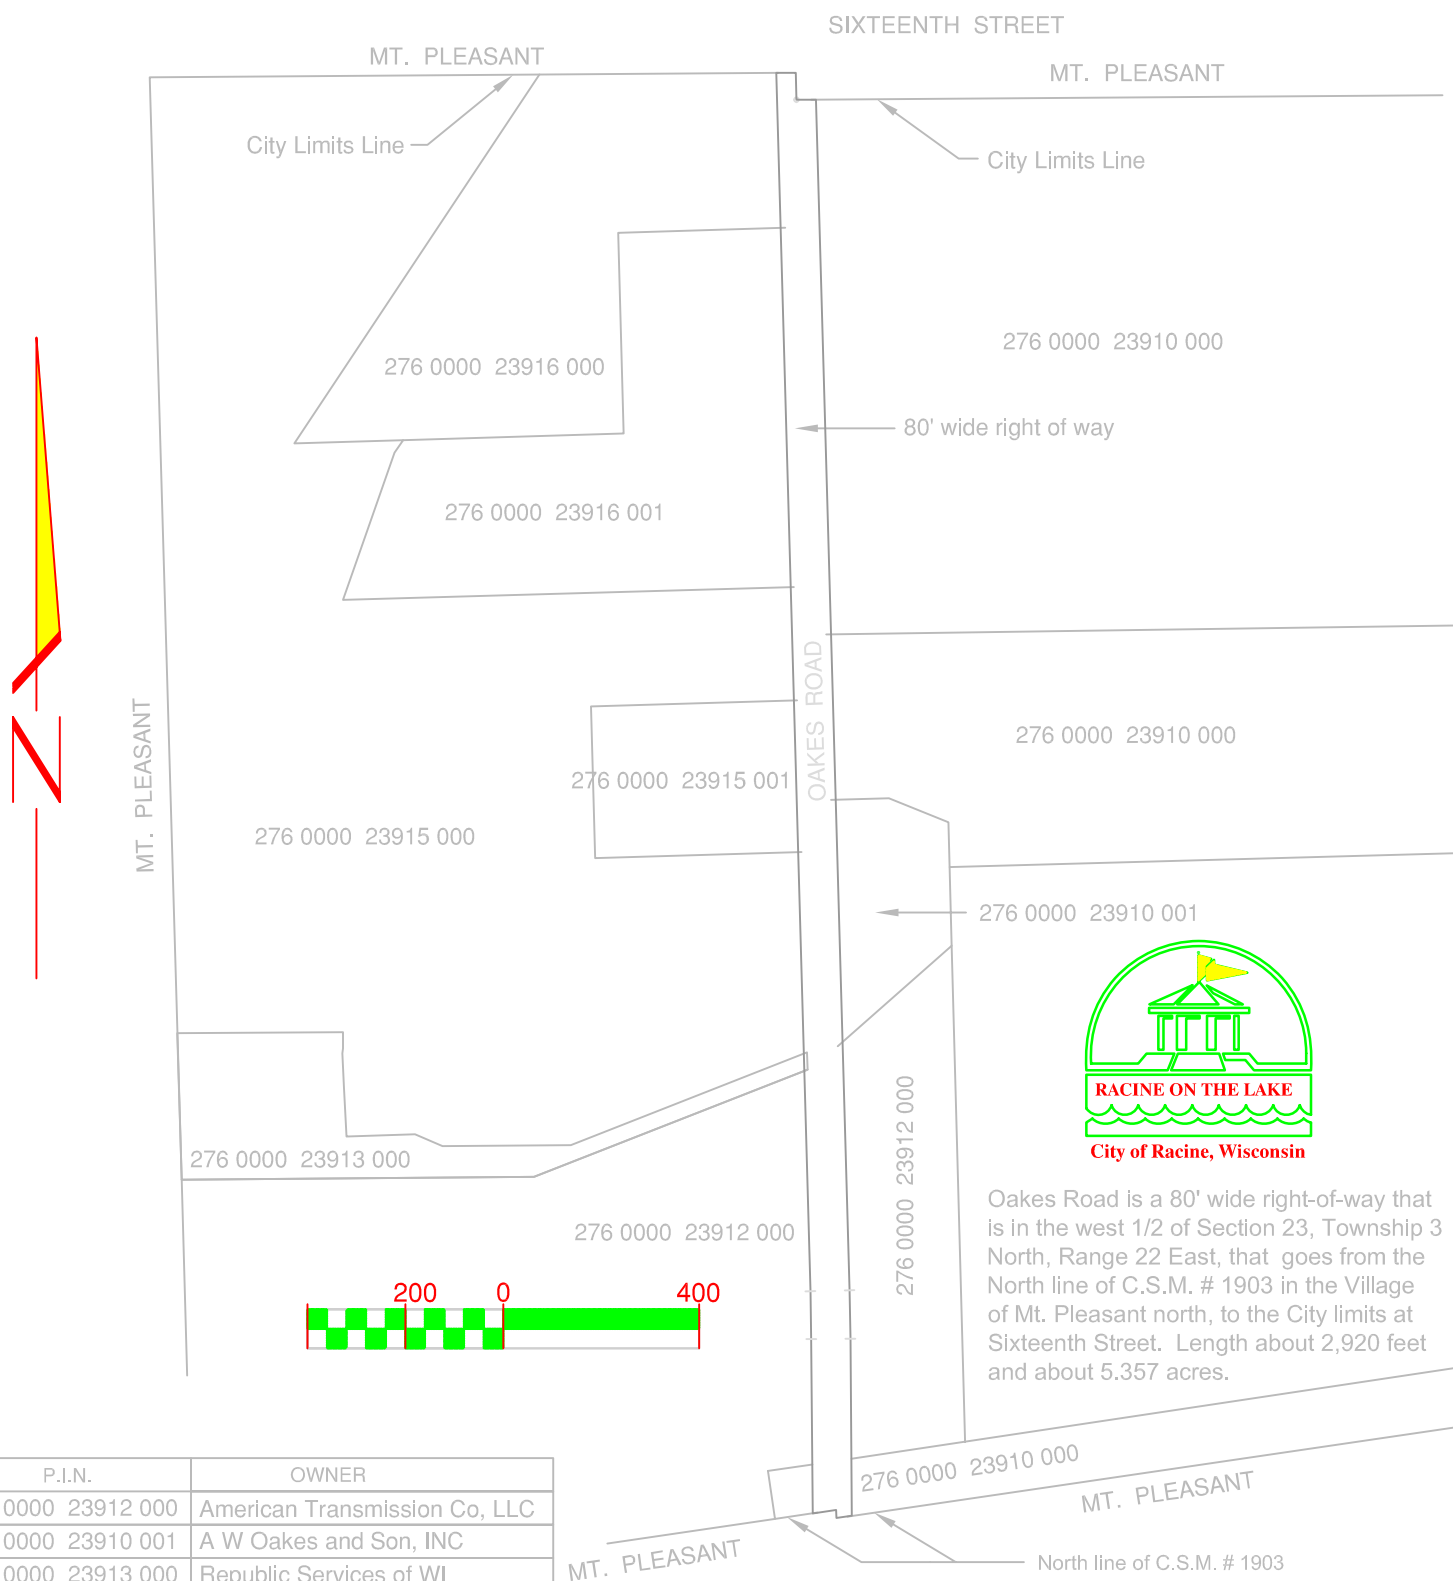 SIXTEENTH STREET
MT. PLEASANT
MT. PLEASANT
City Limits Line
City Limits Line
276 0000 23910 000
276 0000 23916 000
80' wide right of way
276 0000 23916 001
OAKES ROAD
MT. PLEASANT
276 0000 23910 000
276 0000 23915 001
276 0000 23915 000
276 0000 23910 001
N
RACINE ON THE LAKE
City of Racine, Wisconsin
276 0000 23912 000
276 0000 23913 000
276 0000 23912 000
Oakes Road is a 80' wide right-of-way that
is in the west 1/2 of Section 23, Township 3
North, Range 22 East, that goes from the
North line of C.S.M. # 1903 in the Village
of Mt. Pleasant north, to the City limits at
Sixteenth Street. Length about 2,920 feet
and about 5.357 acres.
200 0 400
276 0000 23910 000
MT. PLEASANT
P.I.N. OWNER
0000 23912 000 American Transmission Co, LLC
0000 23910 001 A W Oakes and Son, INC
0000 23913 000 Republic Services of WI
MT. PLEASANT
North line of C.S.M. # 1903